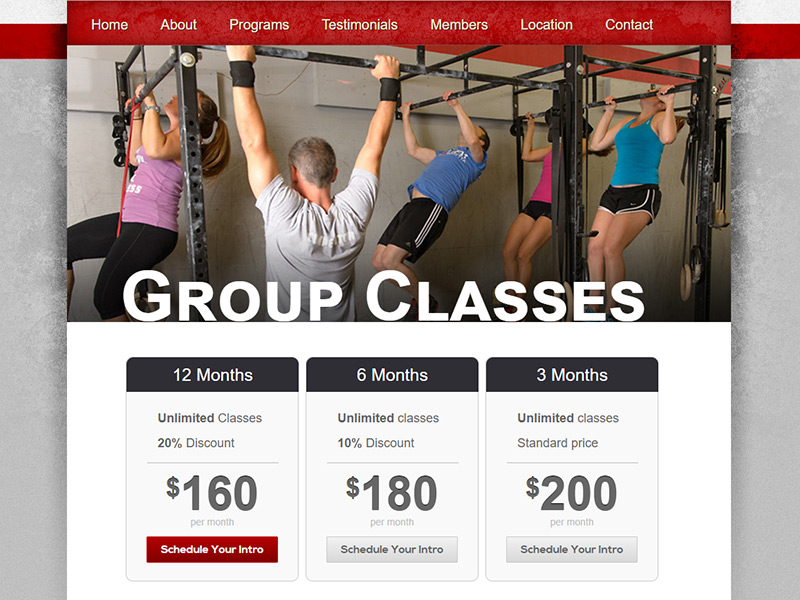 Home About Programs Testimonials Members Location Contact
Group Classes
12 Months
Unlimited Classes
20% Discount
$160
per month
Schedule Your Intro
6 Months
Unlimited classes
10% Discount
$180
per month
Schedule Your Intro
3 Months
Unlimited classes
Standard price
$200
per month
Schedule Your Intro